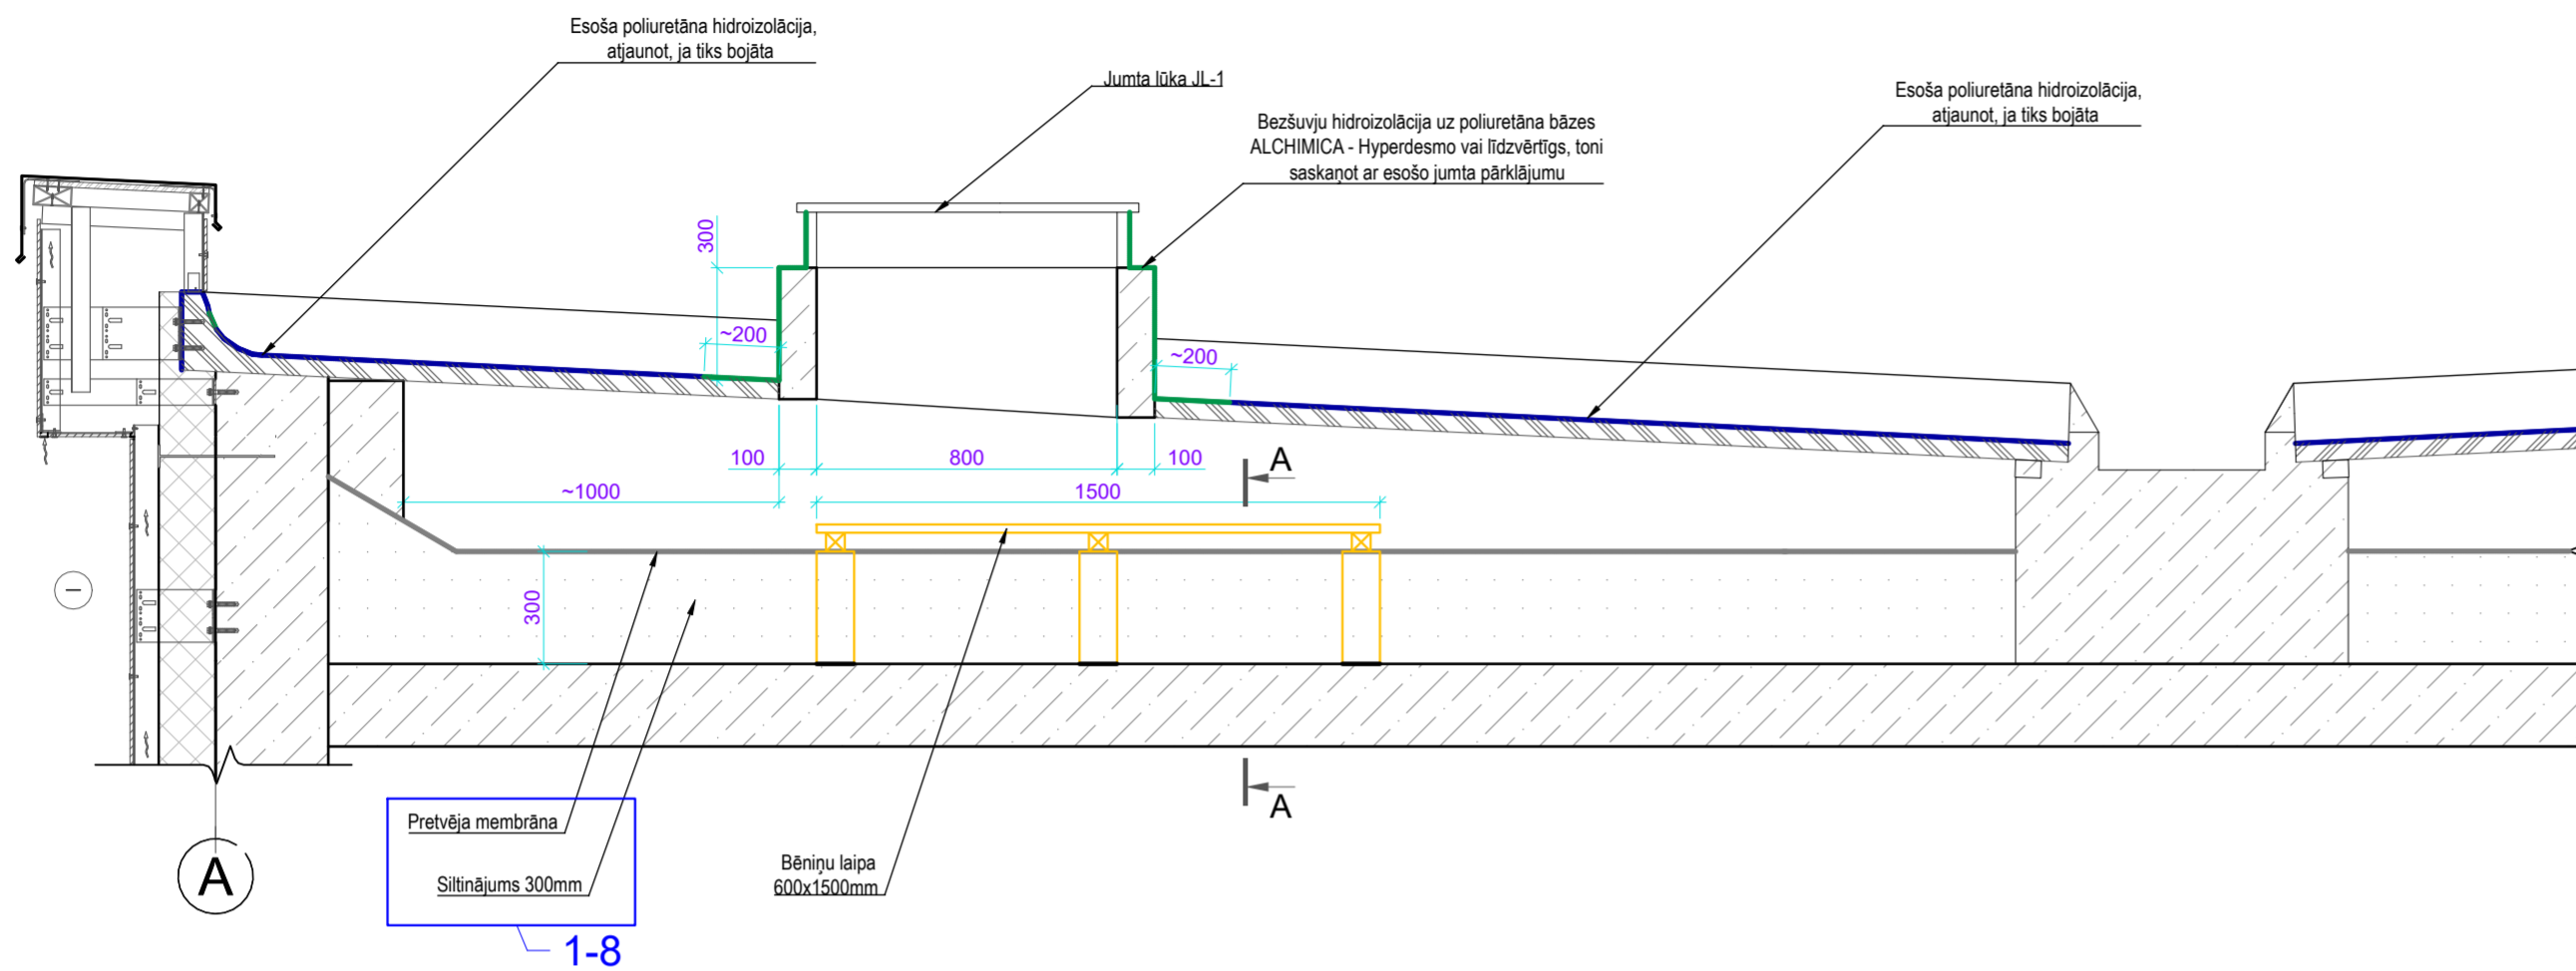 Esoša poliuretāna hidroizolācija,
atjaunot, ja tiks bojāta
Jumta lūka JL-1
Bezšuvju hidroizolācija uz poliuretāna bāzes
ALCHIMICA - Hyperdesmo vai līdzvērtīgs, toni
saskaņot ar esošo jumta pārklājumu
Esoša poliuretāna hidroizolācija,
atjaunot, ja tiks bojāta
300
~200
~200
100
800
100
A
~1000
1500
300
A
Pretvēja membrāna
Siltinājums 300mm
Bēniņu laipa
600x1500mm
A
1-8